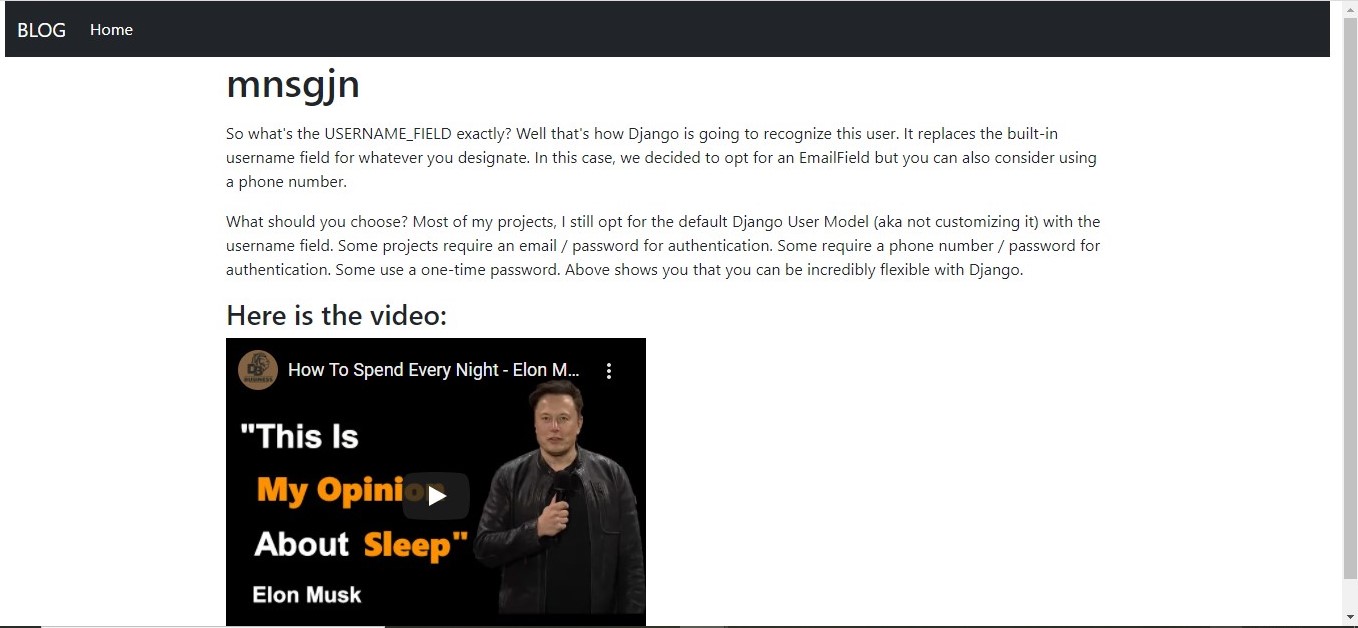 BLOG Home
mnsgjn
So what's the USERNAME_FIELD exactly? Well that's how Django is going to recognize this user. It replaces the built-in
username field for whatever you designate. In this case, we decided to opt for an EmailField but you can also consider using
a phone number.
What should you choose? Most of my projects, I still opt for the default Django User Model (aka not customizing it) with the
username field. Some projects require an email / password for authentication. Some require a phone number / password for
authentication. Some use a one-time password. Above shows you that you can be incredibly flexible with Django.
Here is the video:
How To Spend Every Night - Elon M...
"This Is
My Opinion
About Sleep"
Elon Musk